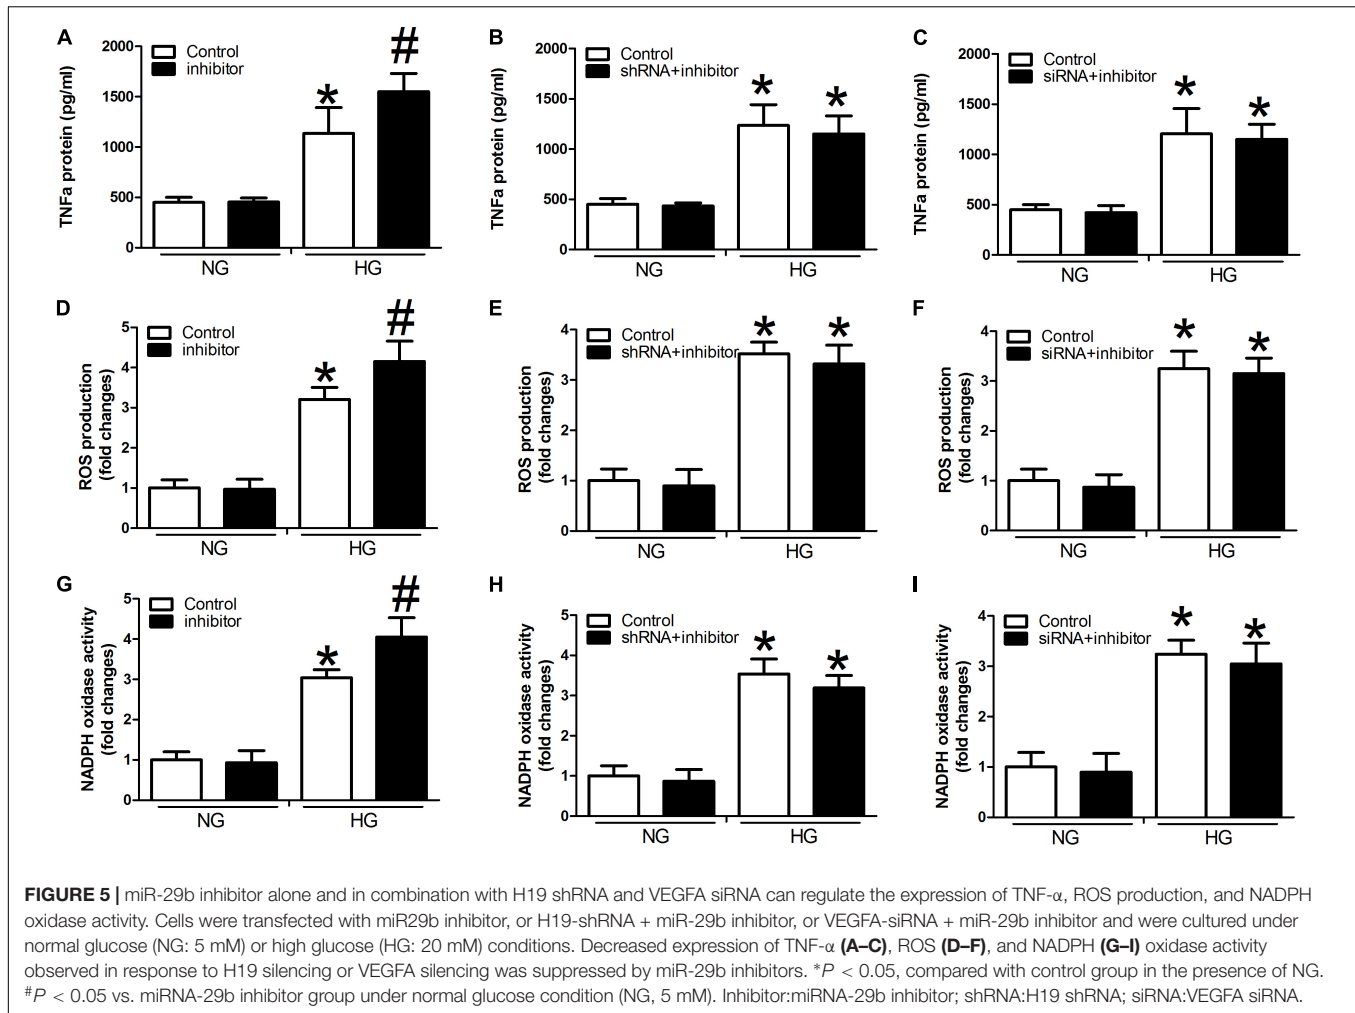 A
2000
1500
1000
500
0
TNFa protein (pg/ml)
Control
inhibitor
*
#
NG
HG
B
2000
1500
1000
500
0
TNFa protein (pg/ml)
Control
shRNA+inhibitor
*
*
NG
HG
C
2000
1500
1000
500
0
TNFa protein (pg/ml)
Control
siRNA+inhibitor
*
*
NG
HG
D
5
4
3
2
1
0
ROS production
(fold changes)
Control
inhibitor
*
#
NG
HG
E
4
3
1
0
ROS production
(fold changes)
Control
shRNA+inhibitor
*
*
NG
HG
F
4
3
1
0
ROS production
(fold changes)
Control
siRNA+inhibitor
*
*
NG
HG
G
5
4
3
2
1
0
NADPH oxidase activity
(fold changes)
Control
inhibitor
*
#
NG
HG
H
5
4
3
1
0
NADPH oxidase activity
(fold changes)
Control
shRNA+inhibitor
*
*
NG
HG
I
4
3
1
0
NADPH oxidase activity
(fold changes)
Control
siRNA+inhibitor
*
*
NG
HG
FIGURE 5 | miR-29b inhibitor alone and in combination with H19 shRNA and VEGFA siRNA can regulate the expression of TNF-α, ROS production, and NADPH
oxidase activity. Cells were transfected with miR29b inhibitor, or H19-shRNA + miR-29b inhibitor, or VEGFA-siRNA + miR-29b inhibitor and were cultured under
normal glucose (NG: 5 mM) or high glucose (HG: 20 mM) conditions. Decreased expression of TNF-α (A–C), ROS (D–F), and NADPH (G–I) oxidase activity
observed in response to H19 silencing or VEGFA silencing was suppressed by miR-29b inhibitors. *P < 0.05, compared with control group in the presence of NG.
#P < 0.05 vs. miRNA-29b inhibitor group under normal glucose condition (NG, 5 mM). Inhibitor:miRNA-29b inhibitor; shRNA:H19 shRNA; siRNA:VEGFA siRNA.